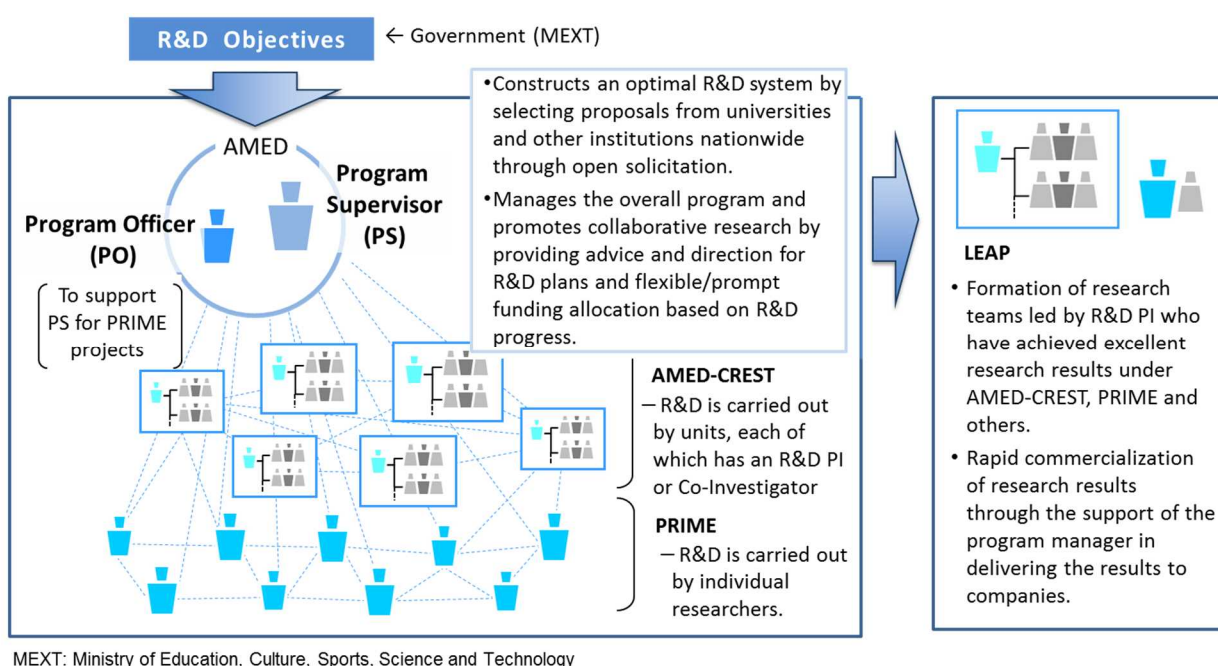 R&D Objectives
← Government (MEXT)
AMED
Program
Supervisor
(PS)
Program Officer
(PO)
To support
PS for PRIME
projects
•Constructs an optimal R&D system by
selecting proposals from universities
and other institutions nationwide
through open solicitation.
•Manages the overall program and
promotes collaborative research by
providing advice and direction for
R&D plans and flexible/prompt
funding allocation based on R&D
progress.
AMED-CREST
– R&D is carried out
by units, each of
which has an R&D PI
or Co-Investigator
PRIME
– R&D is carried out
by individual
researchers.
LEAP
• Formation of research
teams led by R&D PI who
have achieved excellent
research results under
AMED-CREST, PRIME and
others.
• Rapid commercialization
of research results
through the support of the
program manager in
delivering the results to
companies.
MEXT: Ministry of Education, Culture, Sports, Science and Technology